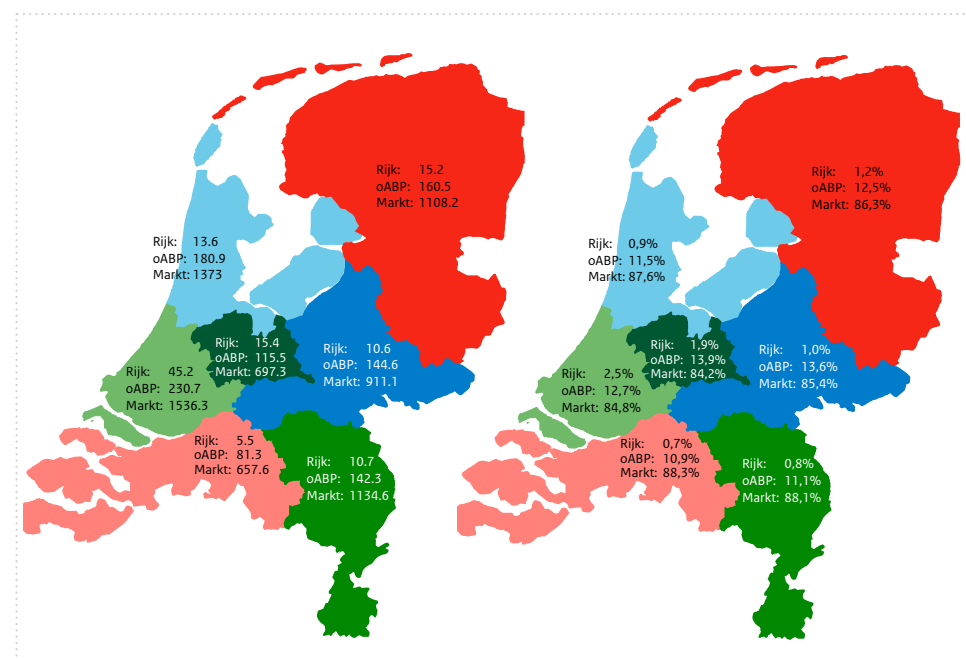 Rijk: 15.2
oABP: 160.5
Markt: 1108.2
Rijk: 13.6
oABP: 180.9
Markt: 1373
Rijk: 15.4
oABP: 115.5
Markt: 697.3
Rijk: 10.6
oABP: 144.6
Markt: 911.1
Rijk: 45.2
oABP: 230.7
Markt: 1536.3
Rijk: 5.5
oABP: 81.3
Markt: 657.6
Rijk: 10.7
oABP: 142.3
Markt: 1134.6
Rijk: 1,2%
oABP: 12,5%
Markt: 86,3%
Rijk: 0,9%
oABP: 11,5%
Markt: 87,6%
Rijk: 1,9%
oABP: 13,9%
Markt: 84,2%
Rijk: 1,0%
oABP: 13,6%
Markt: 85,4%
Rijk: 2,5%
oABP: 12,7%
Markt: 84,8%
Rijk: 0,7%
oABP: 10,9%
Markt: 88,3%
Rijk: 0,8%
oABP: 11,1%
Markt: 88,1%